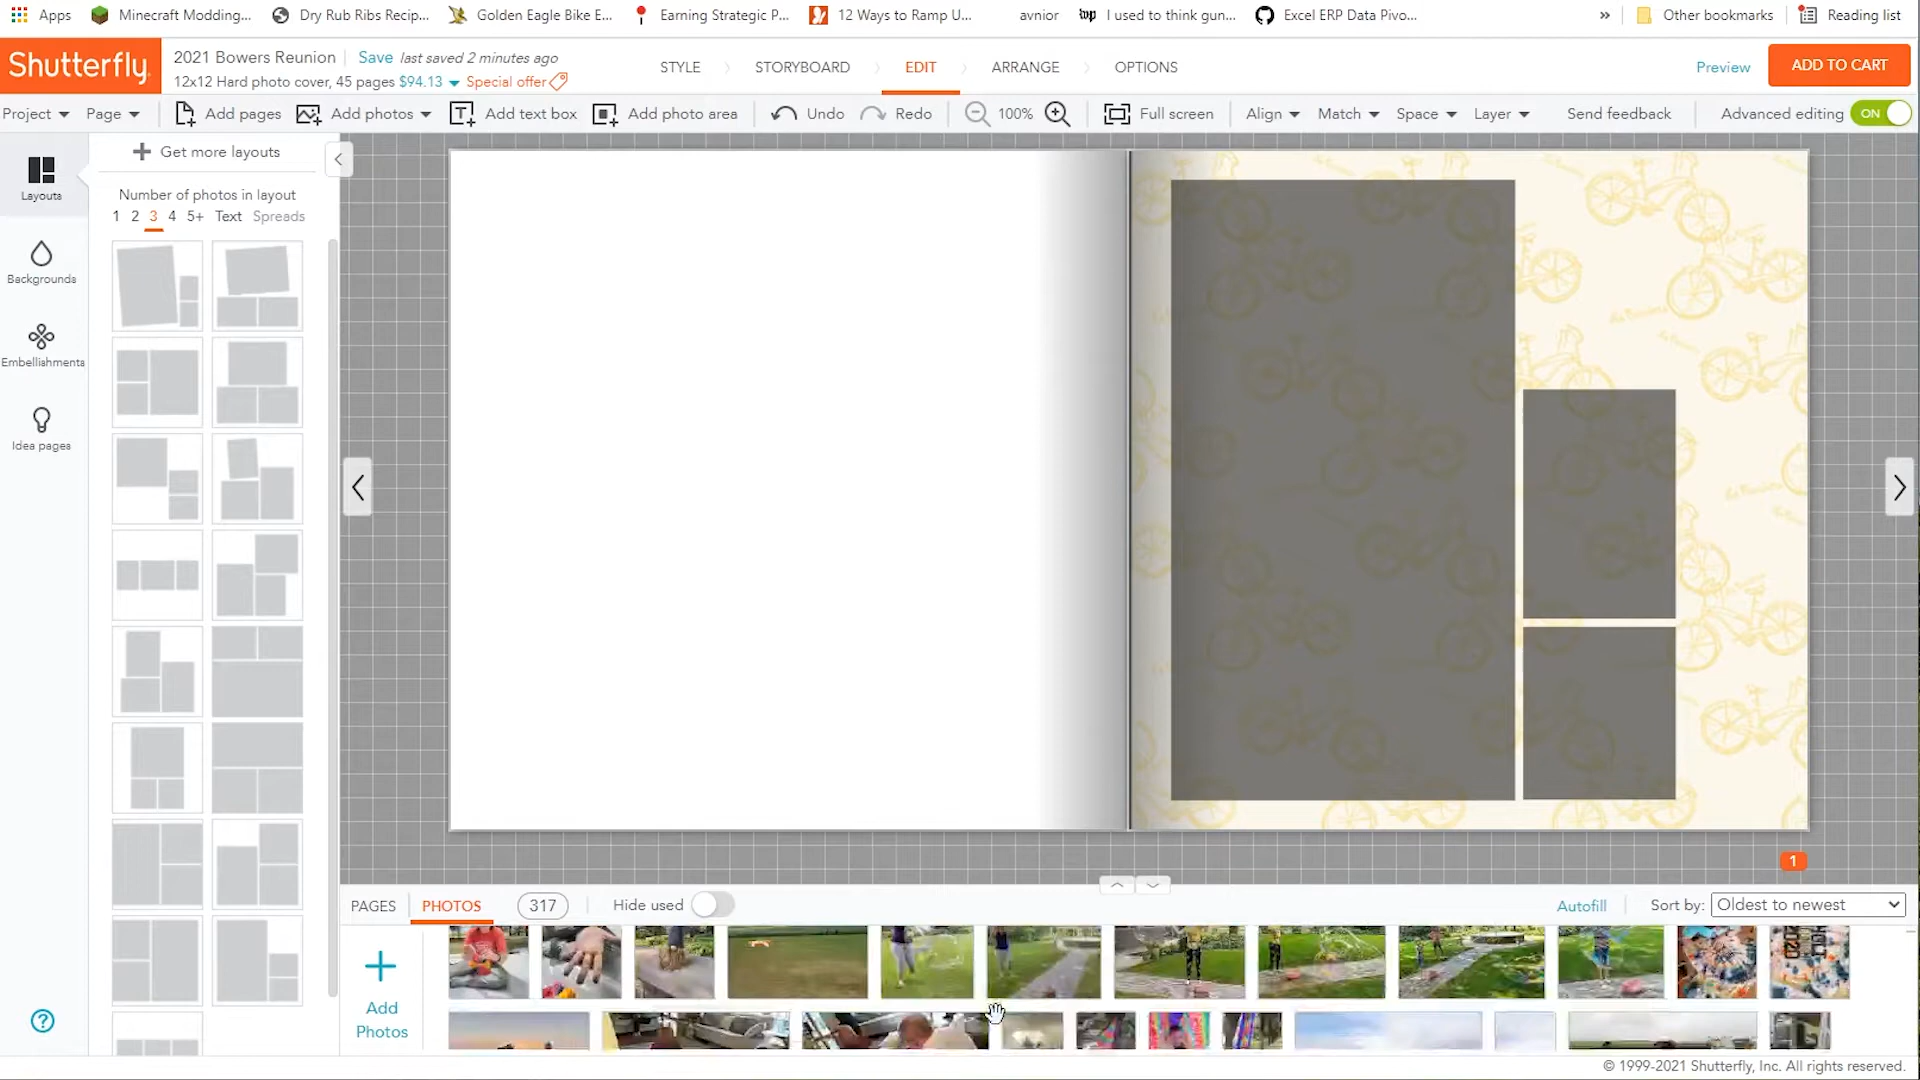 Apps Minecraft Modding... Dry Rub Ribs Recip... Golden Eagle Bike E... Earning Strategic P... 12 Ways to Ramp U... avnior I used to think gun... Excel ERP Data Pivo... » Other bookmarks Reading list
Shutterfly
2021 Bowers Reunion Save last saved 2 minutes ago
12x12 Hard photo cover, 45 pages $94.13 Special offer
STYLE STORYBOARD EDIT ARRANGE OPTIONS
Preview ADD TO CART
Project Page Add pages Add photos Add text box Add photo area Undo Redo 100% Full screen Align Match Space Layer Send feedback Advanced editing ON
Layouts
Backgrounds
Embellishments
Idea pages
Get more layouts
Number of photos in layout
1 2 3 4 5+ Text Spreads
1
PAGES PHOTOS 317 Hide used Autofill Sort by: Oldest to newest
Add
Photos
© 1999-2021 Shutterfly, Inc. All rights reserved.